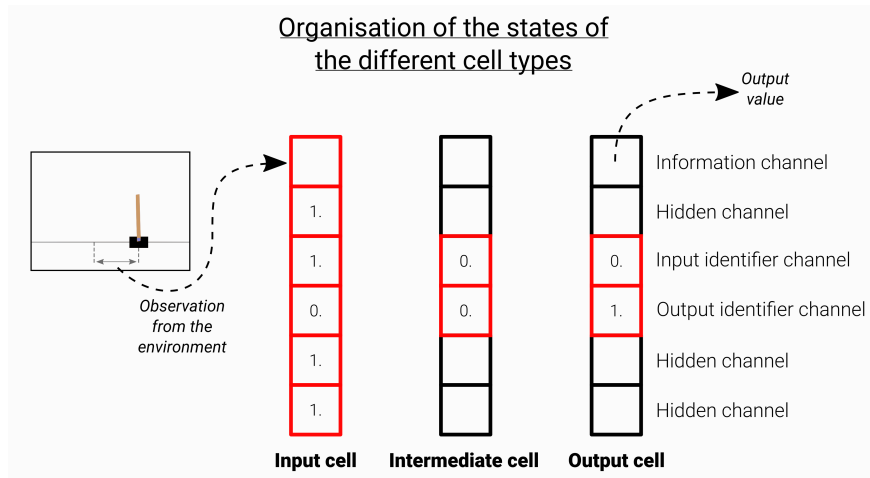 Organisation of the states of
the different cell types
Output
value
Information channel
1.
Hidden channel
1.
0.
0.
Input identifier channel
0.
0.
1.
Output identifier channel
Observation
from the
environment
1.
Hidden channel
1.
Hidden channel
Input cell
Intermediate cell
Output cell